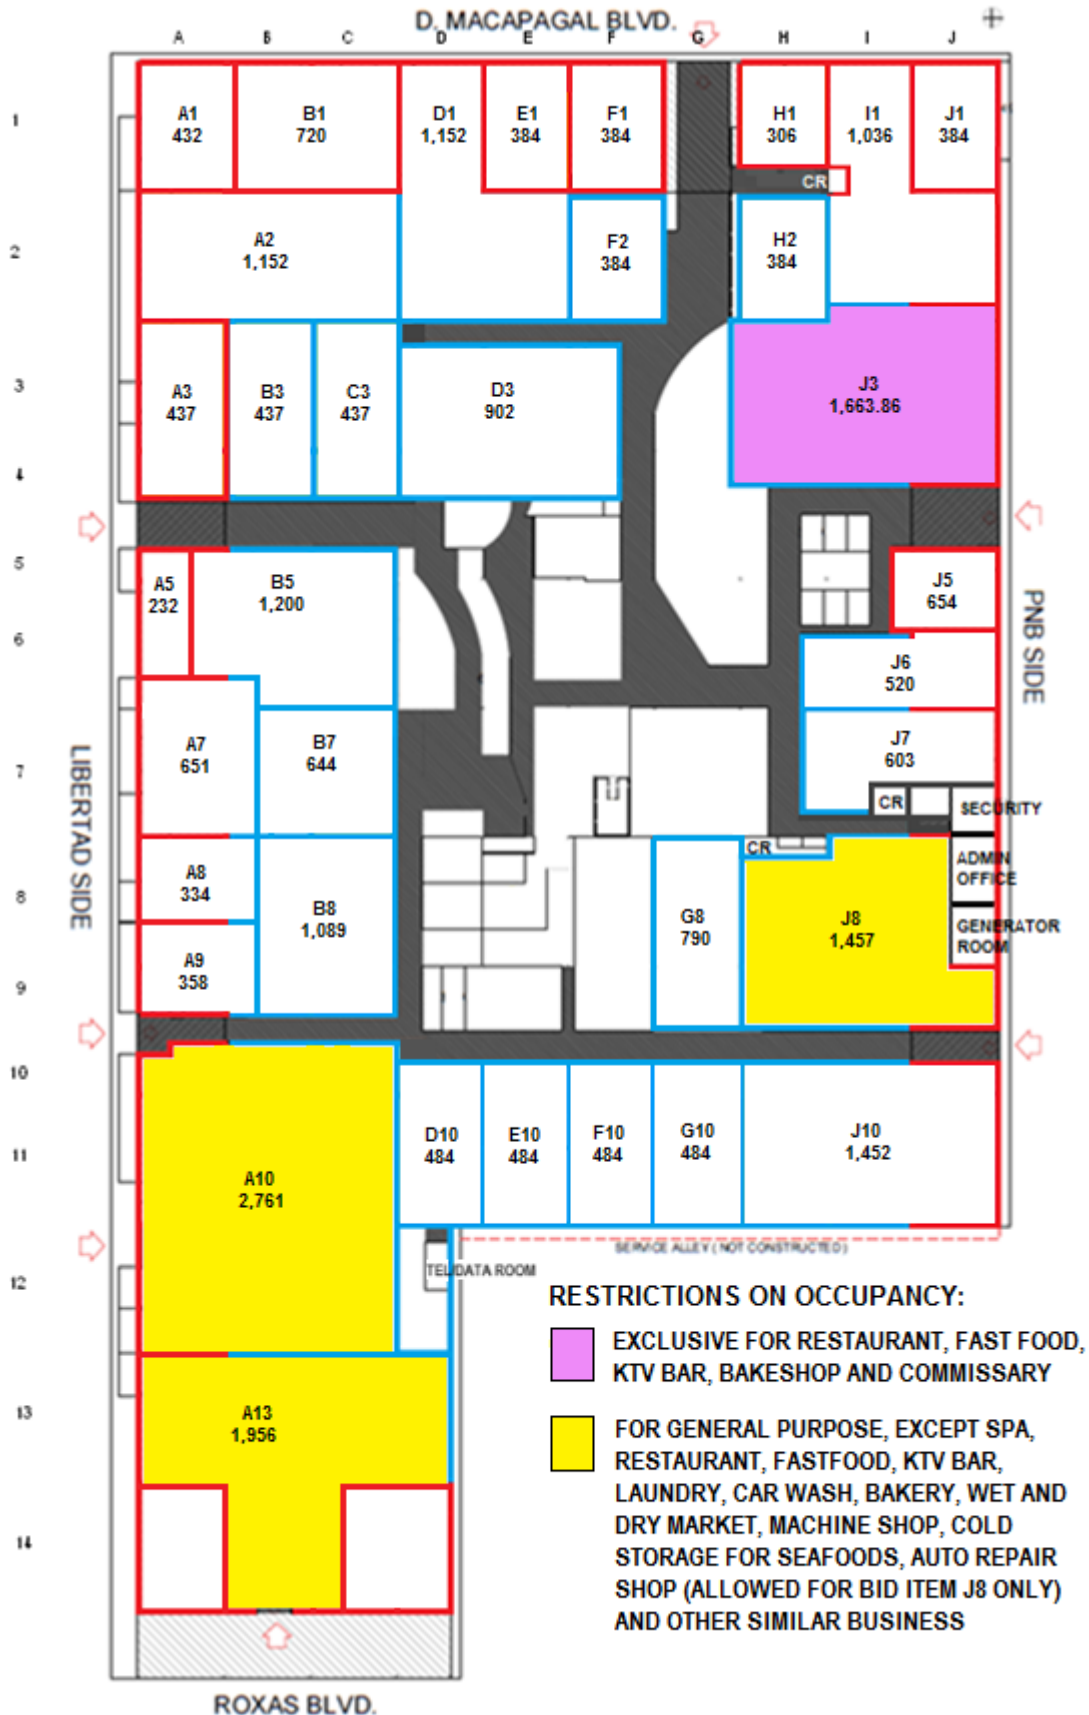 D. MACAPAGAL BLVD.
A B C D E F G H I J
1
A1
432
B1
720
D1
1,152
E1
384
F1
384
H1
306
I1
1,036
J1
384
CR
2
A2
1,152
F2
384
H2
384
3
A3
437
B3
437
C3
437
D3
902
J3
1,663.86
4
5
A5
232
B5
1,200
J5
654
6
J6
520
PNB SIDE
LIBERTAD SIDE
7
A7
651
B7
644
J7
603
CR
SECURITY
8
A8
334
B8
1,089
G8
790
CR
J8
1,457
ADMIN
OFFICE
GENERATOR
ROOM
9
A9
358
10
11
A10
2,761
D10
484
E10
484
F10
484
G10
484
J10
1,452
SERVICE ALLEY ( NOT CONSTRUCTED )
12
TEL/DATA ROOM
13
A13
1,956
14
ROXAS BLVD.
RESTRICTIONS ON OCCUPANCY:
EXCLUSIVE FOR RESTAURANT, FAST FOOD,
KTV BAR, BAKESHOP AND COMMISSARY
FOR GENERAL PURPOSE, EXCEPT SPA,
RESTAURANT, FASTFOOD, KTV BAR,
LAUNDRY, CAR WASH, BAKERY, WET AND
DRY MARKET, MACHINE SHOP, COLD
STORAGE FOR SEAFOODS, AUTO REPAIR
SHOP (ALLOWED FOR BID ITEM J8 ONLY)
AND OTHER SIMILAR BUSINESS